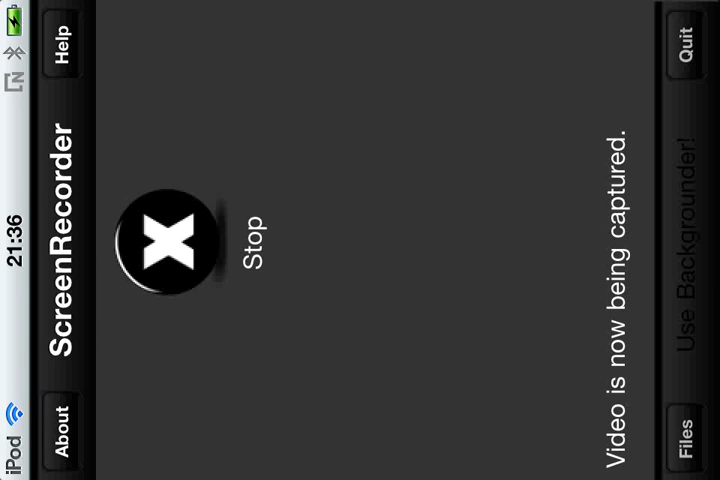 iPod 21:36 N
About ScreenRecorder Help
Stop
Video is now being captured.
Files Use Backgrounder! Quit